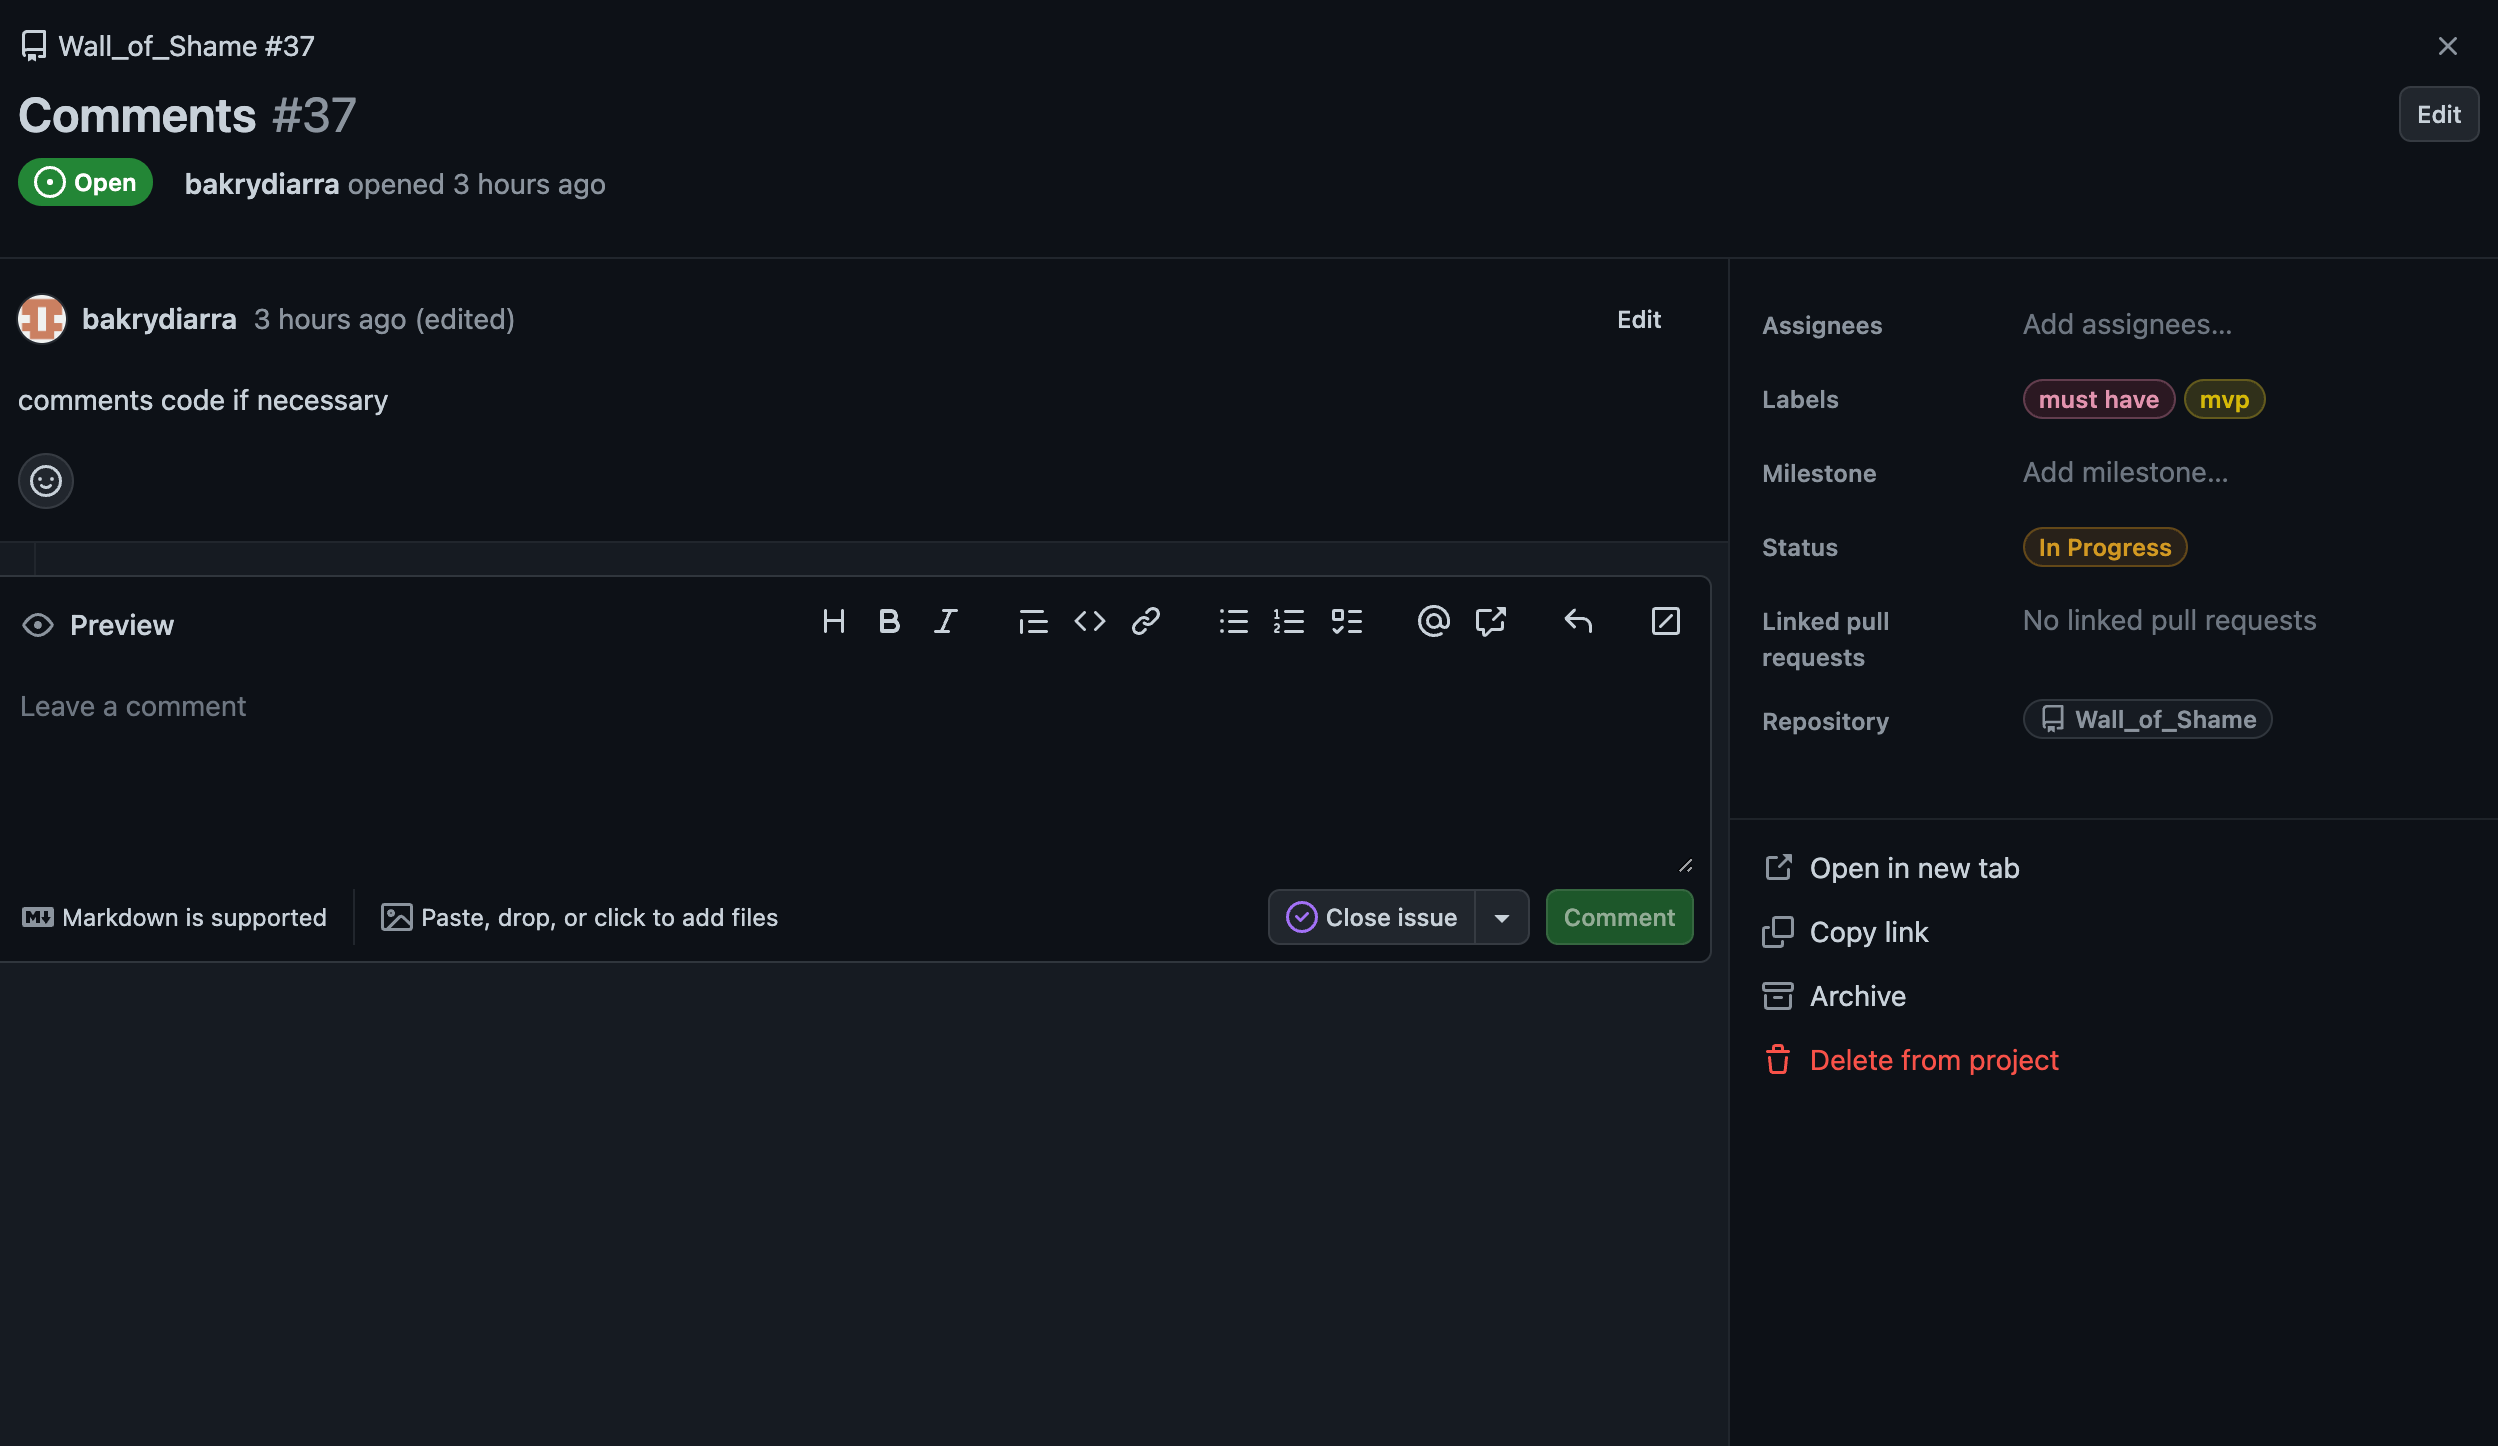 Wall_of_Shame #37
Comments #37
Edit
Open
bakrydiarra opened 3 hours ago
bakrydiarra 3 hours ago (edited)
Edit
comments code if necessary
Preview
Leave a comment
Markdown is supported
Paste, drop, or click to add files
Close issue
Comment
Assignees
Add assignees...
Labels
must have
mvp
Milestone
Add milestone...
Status
In Progress
Linked pull
requests
No linked pull requests
Repository
Wall_of_Shame
Open in new tab
Copy link
Archive
Delete from project